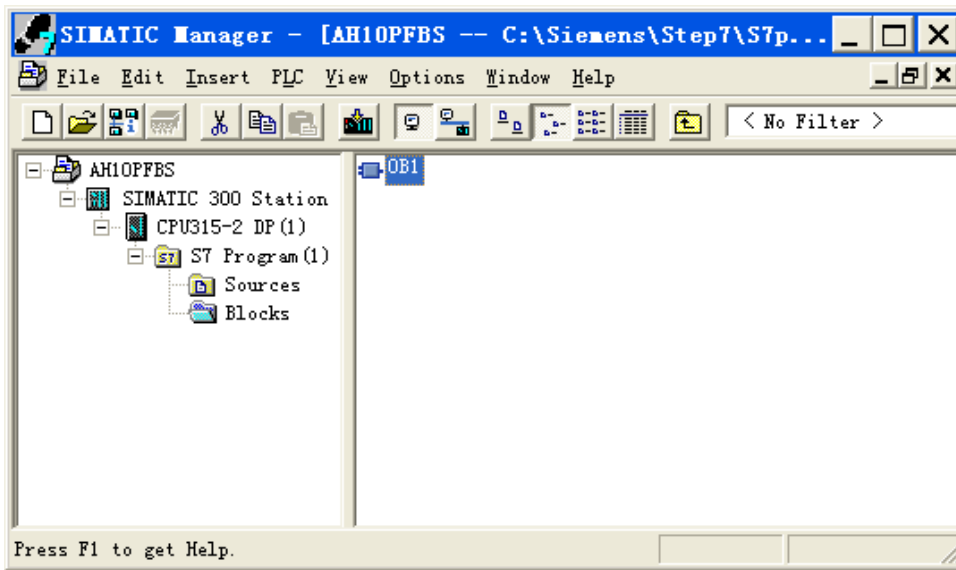 SIMATIC Manager - [AH10PFBS -- C:\Siemens\Step7\S7p...
File Edit Insert PLC View Options Window Help
< No Filter >
AH10PFBS
SIMATIC 300 Station
CPU315-2 DP(1)
S7 S7 Program(1)
Sources
Blocks
OB1
Press F1 to get Help.